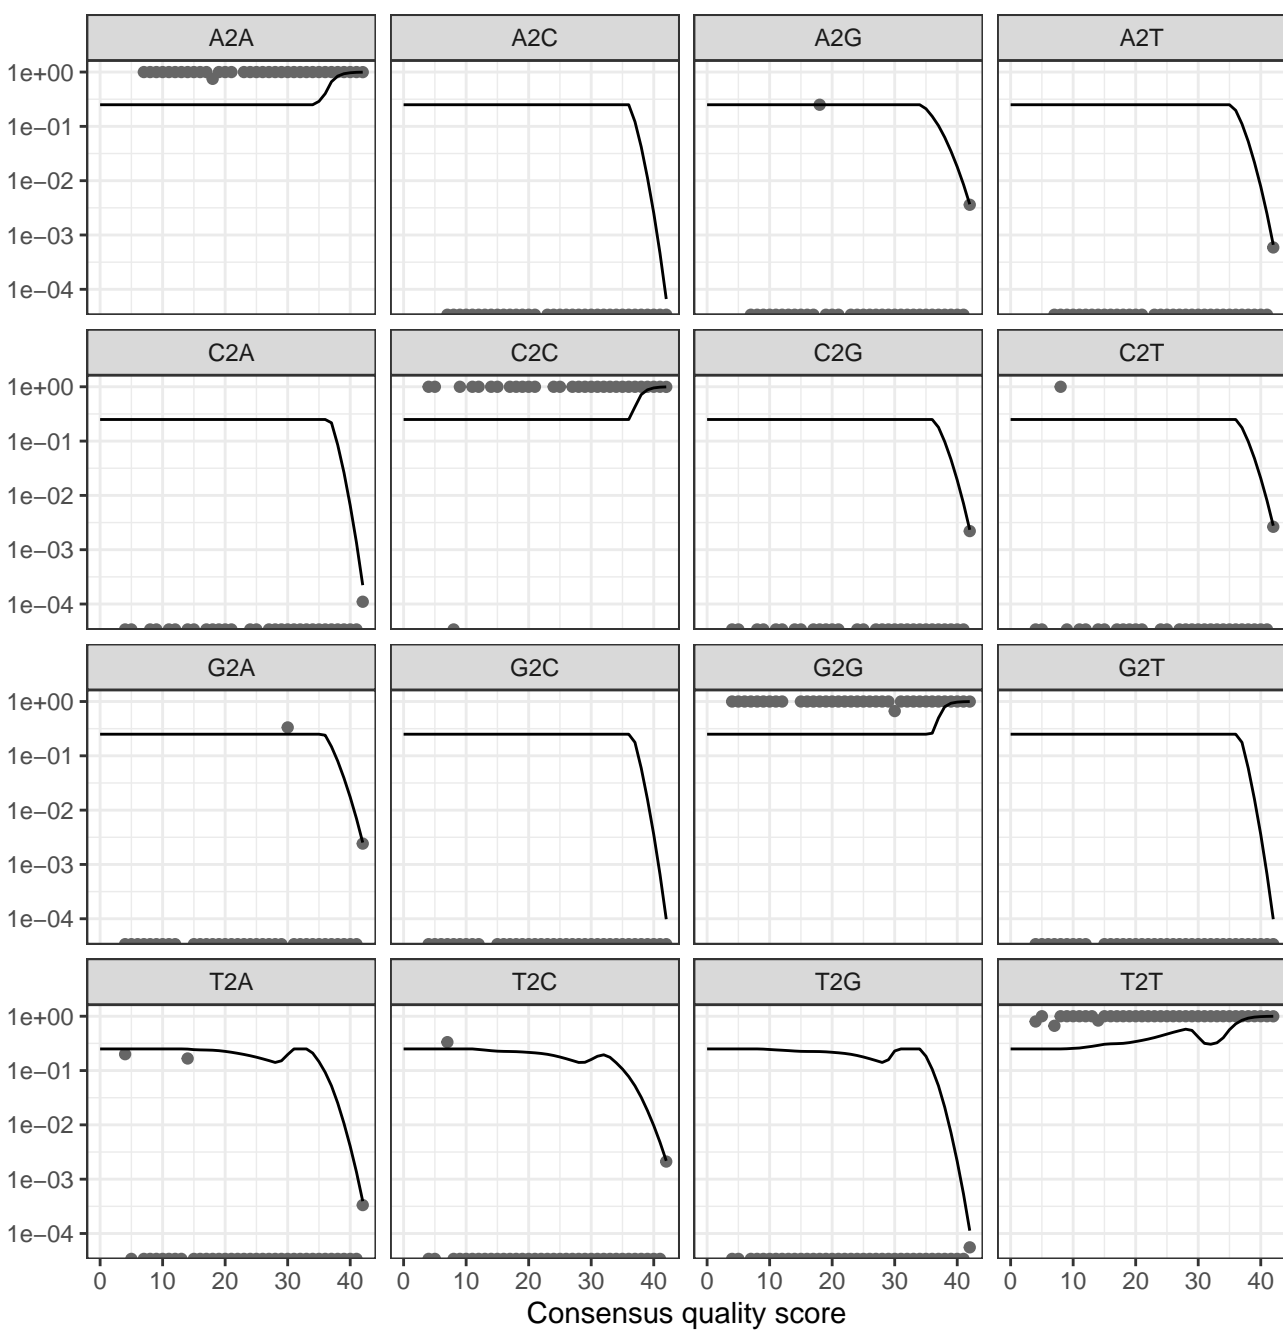 A2A A2C A2G A2T
1e+00
1e−01
1e−02
1e−03
1e−04
C2A C2C C2G C2T
1e+00
1e−01
1e−02
1e−03
1e−04
G2A G2C G2G G2T
1e+00
1e−01
1e−02
1e−03
1e−04
T2A T2C T2G T2T
1e+00
1e−01
1e−02
1e−03
1e−04
0 10 20 30 40 0 10 20 30 40 0 10 20 30 40 0 10 20 30 40
Consensus quality score